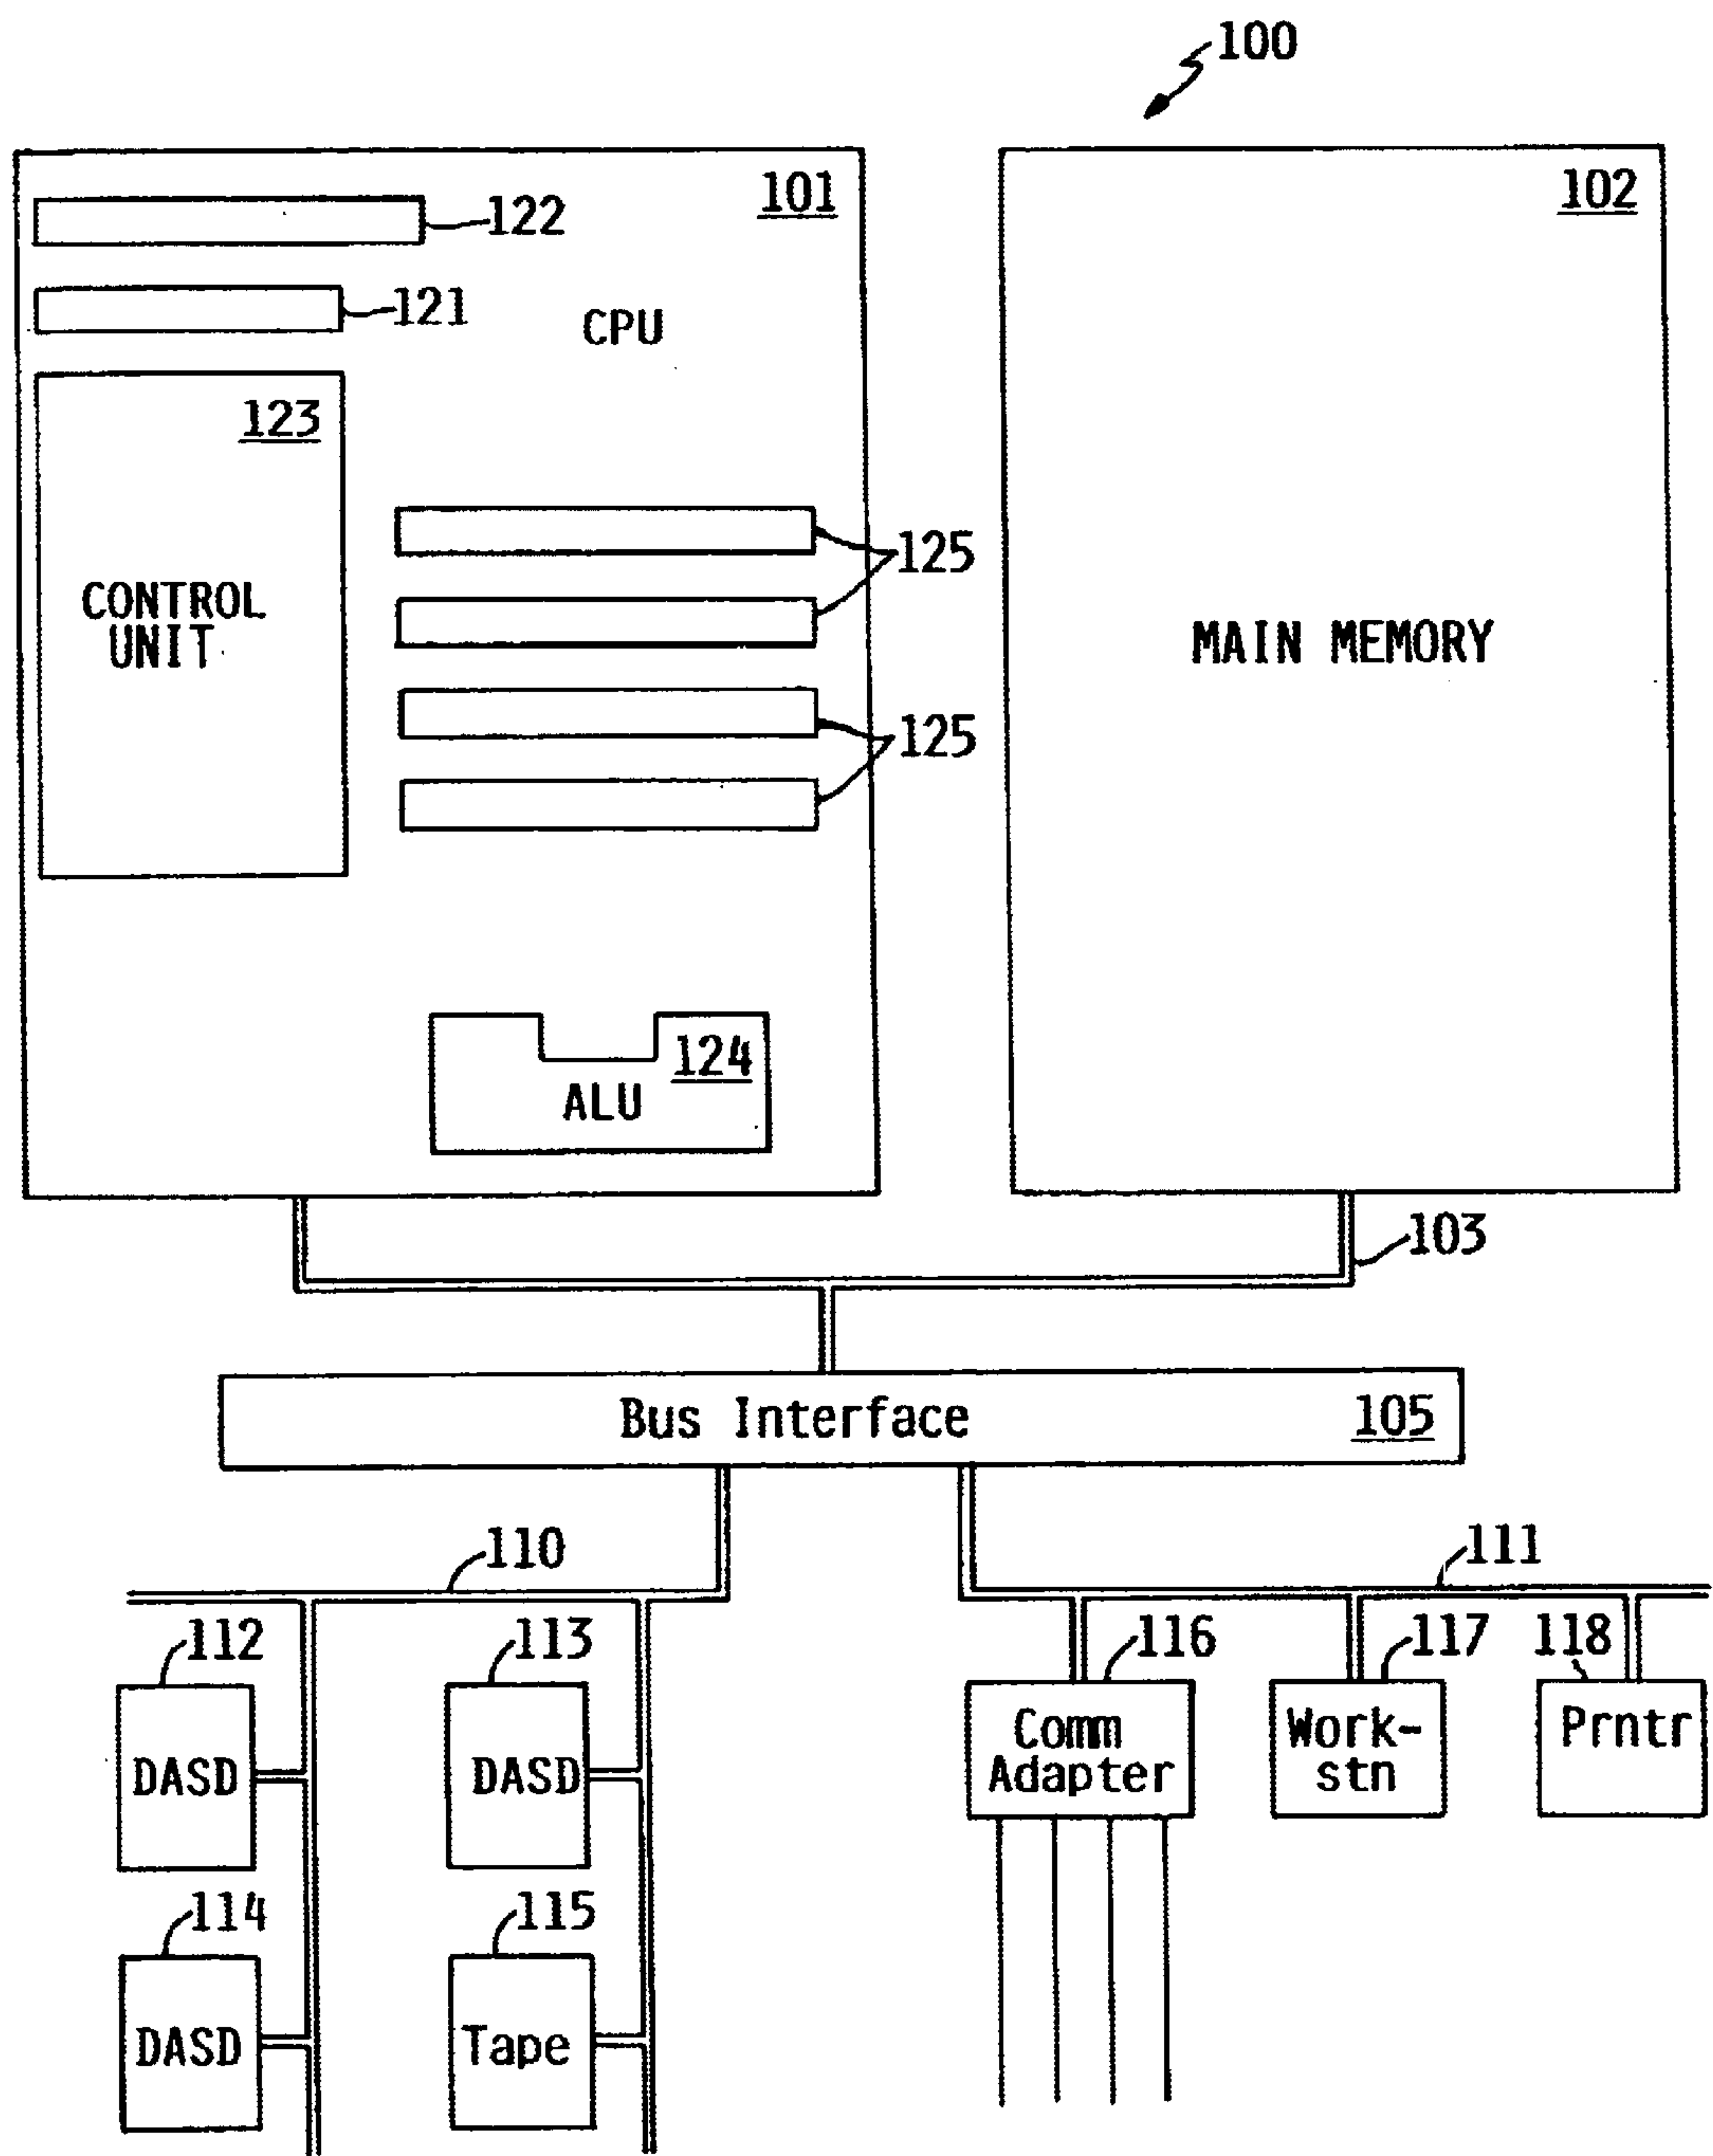 100
101
102
122
121
CPU
123
CONTROL
UNIT
125
MAIN MEMORY
125
124
ALU
103
Bus Interface
105
110
111
112
113
116
117
118
DASD
DASD
Comm
Adapter
Work-
stn
Prntr
114
115
DASD
Tape